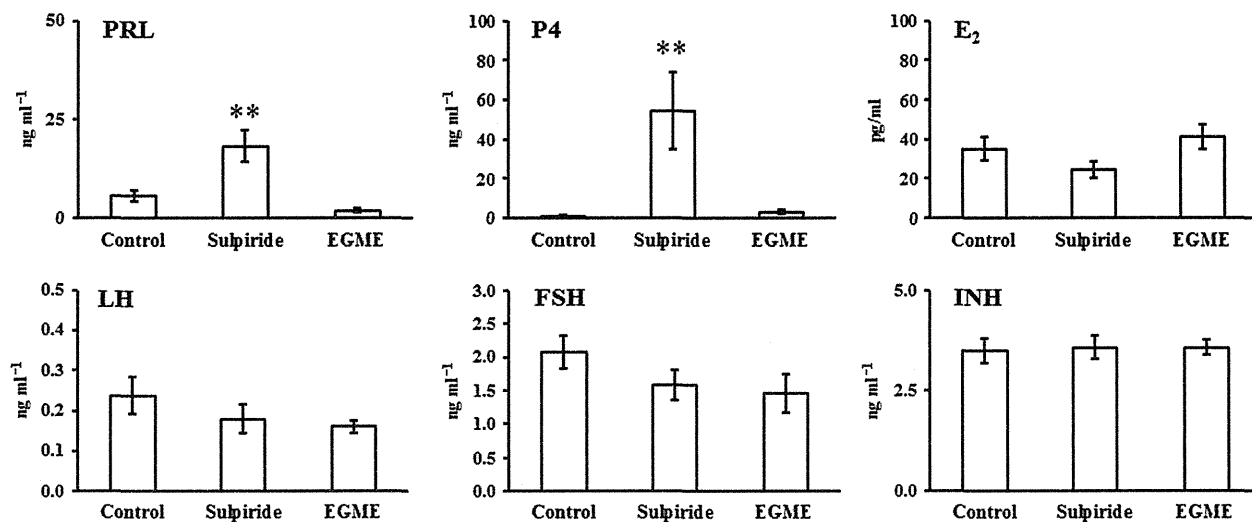 PRL
50
25
0
ng ml⁻¹
**
Control Sulpiride EGME
P4
100
80
60
40
20
0
ng ml⁻¹
**
Control Sulpiride EGME
E₂
100
80
60
40
20
0
pg/ml
Control Sulpiride EGME
LH
0.5
0.4
0.3
0.2
0.1
0.0
ng ml⁻¹
Control Sulpiride EGME
FSH
3.0
2.5
2.0
1.5
1.0
0.5
0.0
ng ml⁻¹
Control Sulpiride EGME
INH
5.0
2.5
0.0
ng ml⁻¹
Control Sulpiride EGME